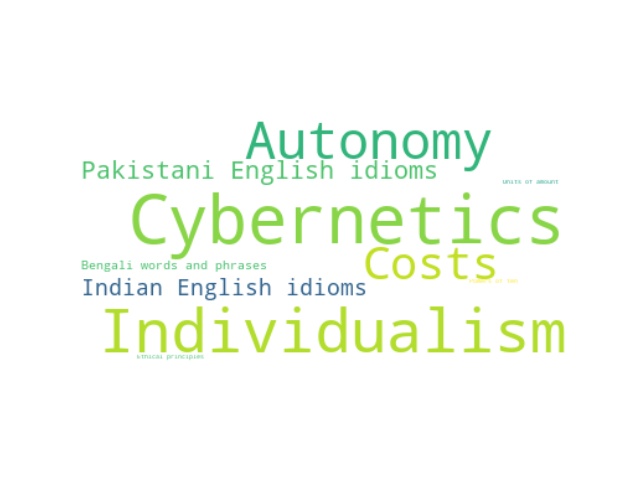 Autonomy
Pakistani English idioms
Units of amount
Cybernetics
Costs
Bengali words and phrases
Indian English idioms
Individualism
Ethical principles